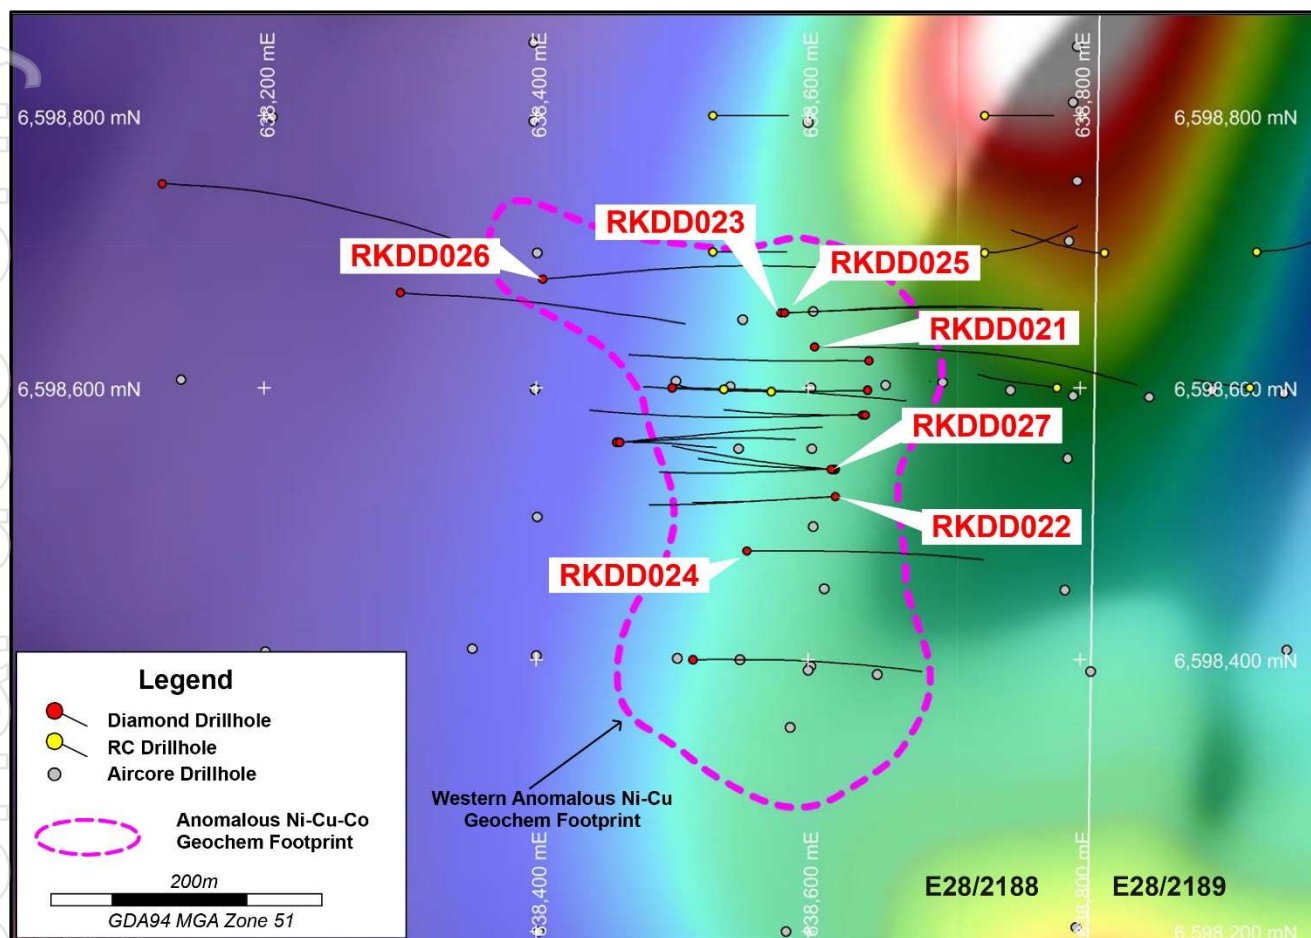 638,200 mE
638,400 mE
638,600 mE
638,800 mE
6,598,800 mN
6,598,800 mN
RKDD023
RKDD026
RKDD025
RKDD021
6,598,600 mN
6,598,600 mN
RKDD027
RKDD022
RKDD024
6,598,400 mN
Legend
Diamond Drillhole
RC Drillhole
Aircore Drillhole
Anomalous Ni-Cu-Co
Geochem Footprint
200m
GDA94 MGA Zone 51
Western Anomalous Ni-Cu
Geochem Footprint
638,400 mE
638,600 mE
638,800 mE
E28/2188
E28/2189
6,598,200 mN